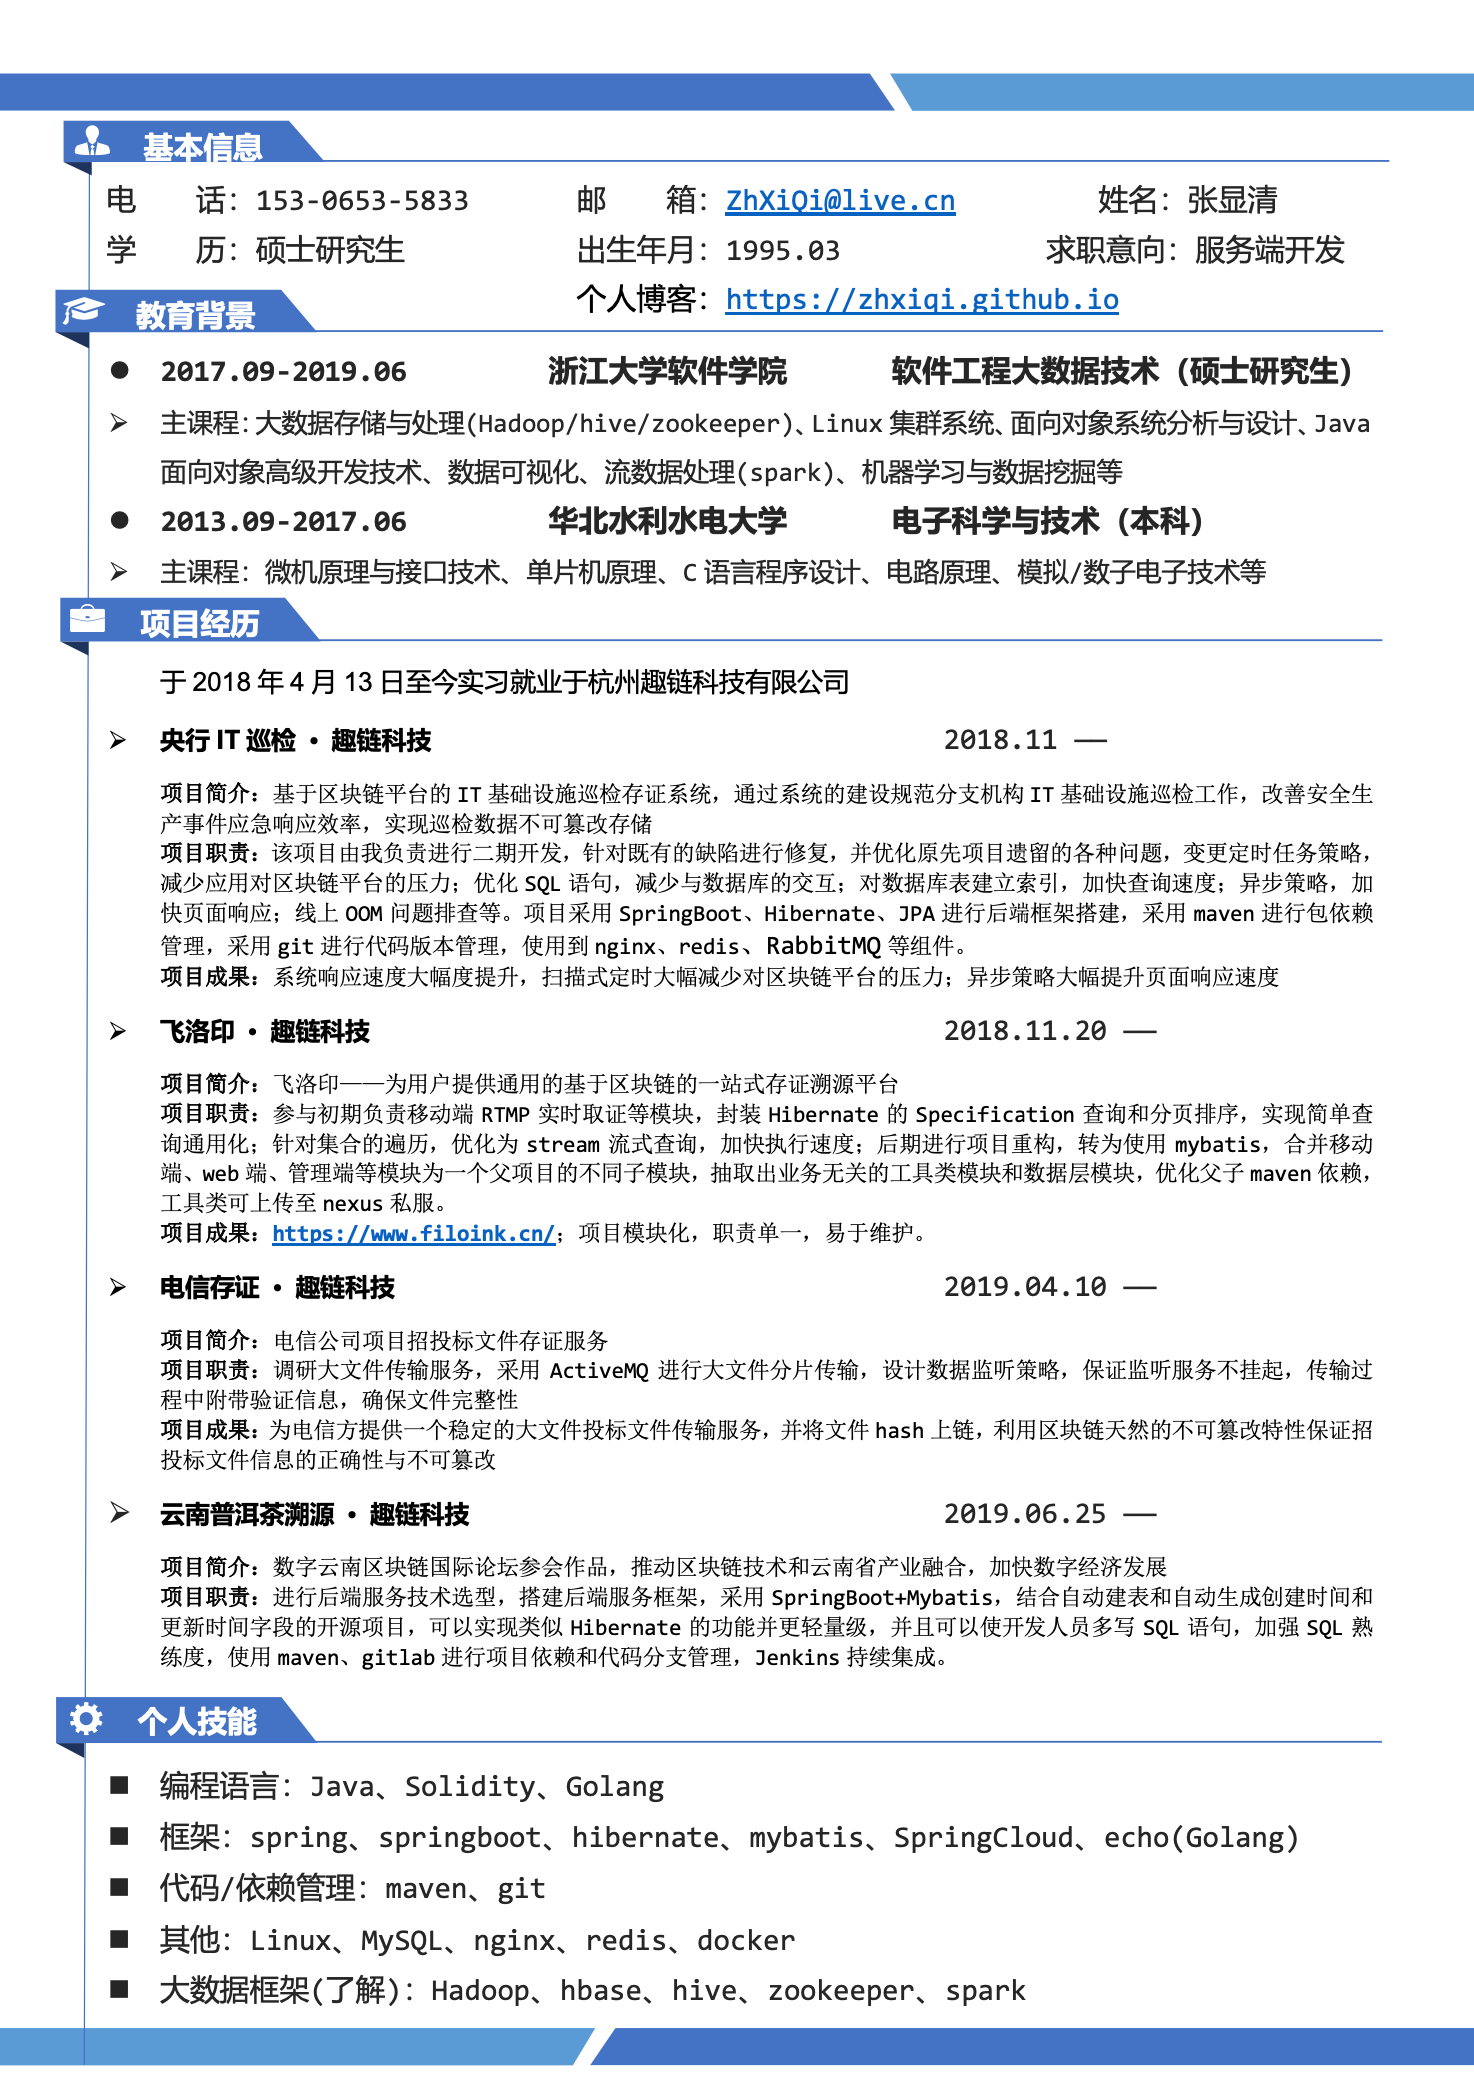 基本信息
电　　话：153-0653-5833　邮　　箱：ZhXiQi@live.cn　姓名：张显清
学　　历：硕士研究生　出生年月：1995.03　求职意向：服务端开发
个人博客：https://zhxiqi.github.io
教育背景
● 2017.09-2019.06　浙江大学软件学院　软件工程大数据技术（硕士研究生）
➢ 主课程：大数据存储与处理(Hadoop/hive/zookeeper)、Linux 集群系统、面向对象系统分析与设计、Java
面向对象高级开发技术、数据可视化、流数据处理(spark)、机器学习与数据挖掘等
● 2013.09-2017.06　华北水利水电大学　电子科学与技术（本科）
➢ 主课程：微机原理与接口技术、单片机原理、C 语言程序设计、电路原理、模拟/数子电子技术等
项目经历
于 2018 年 4 月 13 日至今实习就业于杭州趣链科技有限公司
➢ 央行 IT 巡检 • 趣链科技　2018.11 ——
项目简介：基于区块链平台的 IT 基础设施巡检存证系统，通过系统的建设规范分支机构 IT 基础设施巡检工作，改善安全生
产事件应急响应效率，实现巡检数据不可篡改存储
项目职责：该项目由我负责进行二期开发，针对既有的缺陷进行修复，并优化原先项目遗留的各种问题，变更定时任务策略，
减少应用对区块链平台的压力；优化 SQL 语句，减少与数据库的交互；对数据库表建立索引，加快查询速度；异步策略，加
快页面响应；线上 OOM 问题排查等。项目采用 SpringBoot、Hibernate、JPA 进行后端框架搭建，采用 maven 进行包依赖
管理，采用 git 进行代码版本管理，使用到 nginx、redis、RabbitMQ 等组件。
项目成果：系统响应速度大幅度提升，扫描式定时大幅减少对区块链平台的压力；异步策略大幅提升页面响应速度
➢ 飞洛印 • 趣链科技　2018.11.20 ——
项目简介：飞洛印——为用户提供通用的基于区块链的一站式存证溯源平台
项目职责：参与初期负责移动端 RTMP 实时取证等模块，封装 Hibernate 的 Specification 查询和分页排序，实现简单查
询通用化；针对集合的遍历，优化为 stream 流式查询，加快执行速度；后期进行项目重构，转为使用 mybatis，合并移动
端、web 端、管理端等模块为一个父项目的不同子模块，抽取出业务无关的工具类模块和数据层模块，优化父子 maven 依赖，
工具类可上传至 nexus 私服。
项目成果：https://www.filoink.cn/；项目模块化，职责单一，易于维护。
➢ 电信存证 • 趣链科技　2019.04.10 ——
项目简介：电信公司项目招投标文件存证服务
项目职责：调研大文件传输服务，采用 ActiveMQ 进行大文件分片传输，设计数据监听策略，保证监听服务不挂起，传输过
程中附带验证信息，确保文件完整性
项目成果：为电信方提供一个稳定的大文件投标文件传输服务，并将文件 hash 上链，利用区块链天然的不可篡改特性保证招
投标文件信息的正确性与不可篡改
➢ 云南普洱茶溯源 • 趣链科技　2019.06.25 ——
项目简介：数字云南区块链国际论坛参会作品，推动区块链技术和云南省产业融合，加快数字经济发展
项目职责：进行后端服务技术选型，搭建后端服务框架，采用 SpringBoot+Mybatis，结合自动建表和自动生成创建时间和
更新时间字段的开源项目，可以实现类似 Hibernate 的功能并更轻量级，并且可以使开发人员多写 SQL 语句，加强 SQL 熟
练度，使用 maven、gitlab 进行项目依赖和代码分支管理，Jenkins 持续集成。
个人技能
■ 编程语言：Java、Solidity、Golang
■ 框架：spring、springboot、hibernate、mybatis、SpringCloud、echo(Golang)
■ 代码/依赖管理：maven、git
■ 其他：Linux、MySQL、nginx、redis、docker
■ 大数据框架(了解)：Hadoop、hbase、hive、zookeeper、spark